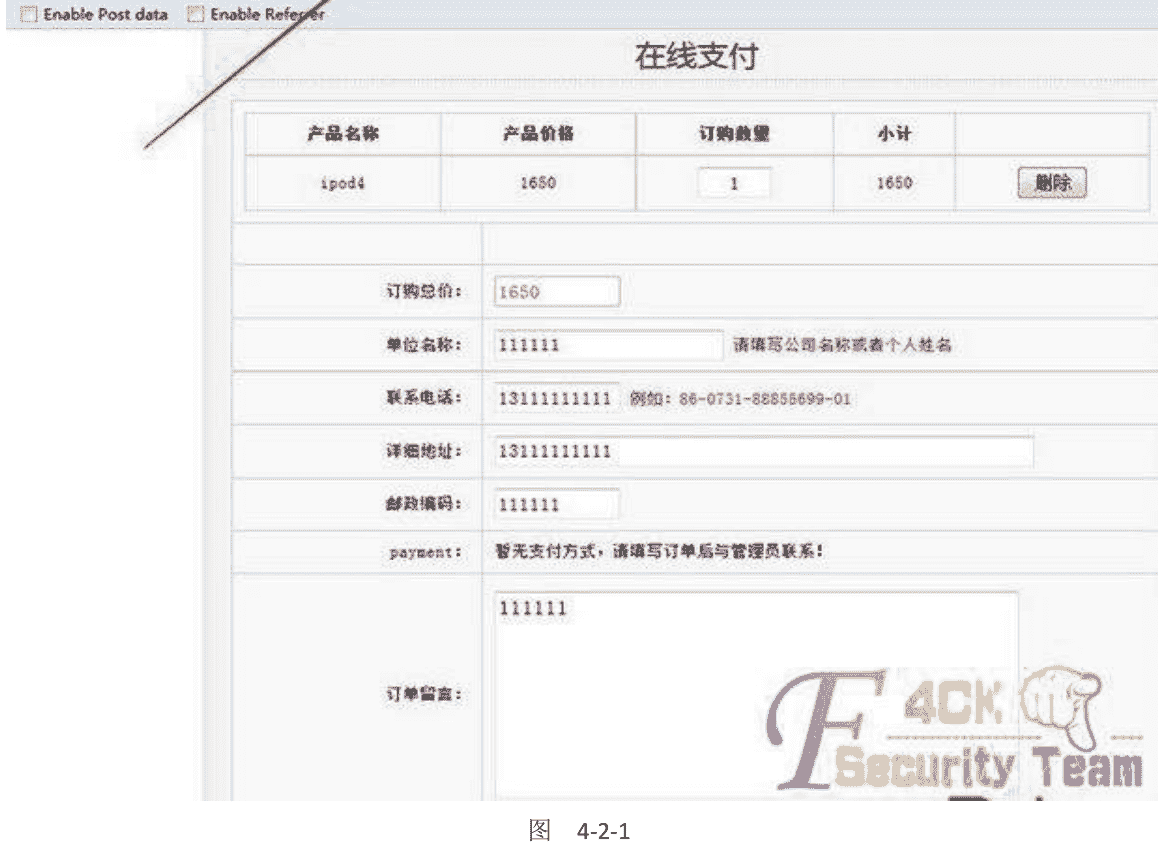 Enable Post data Enable Referrer
在线支付
产品名称 产品价格 订购数量 小计
ipod4 1650 1 1650 删除
订购总价: 1650
单位名称: 111111 请填写公司名称或者个人姓名
联系电话: 13111111111 例如: 86-0731-88855699-01
详细地址: 13111111111
邮政编码: 111111
payment: 暂无支付方式，请填写订单后与管理员联系!
订单留言: 111111
F4CK
Security Team
图 4-2-1